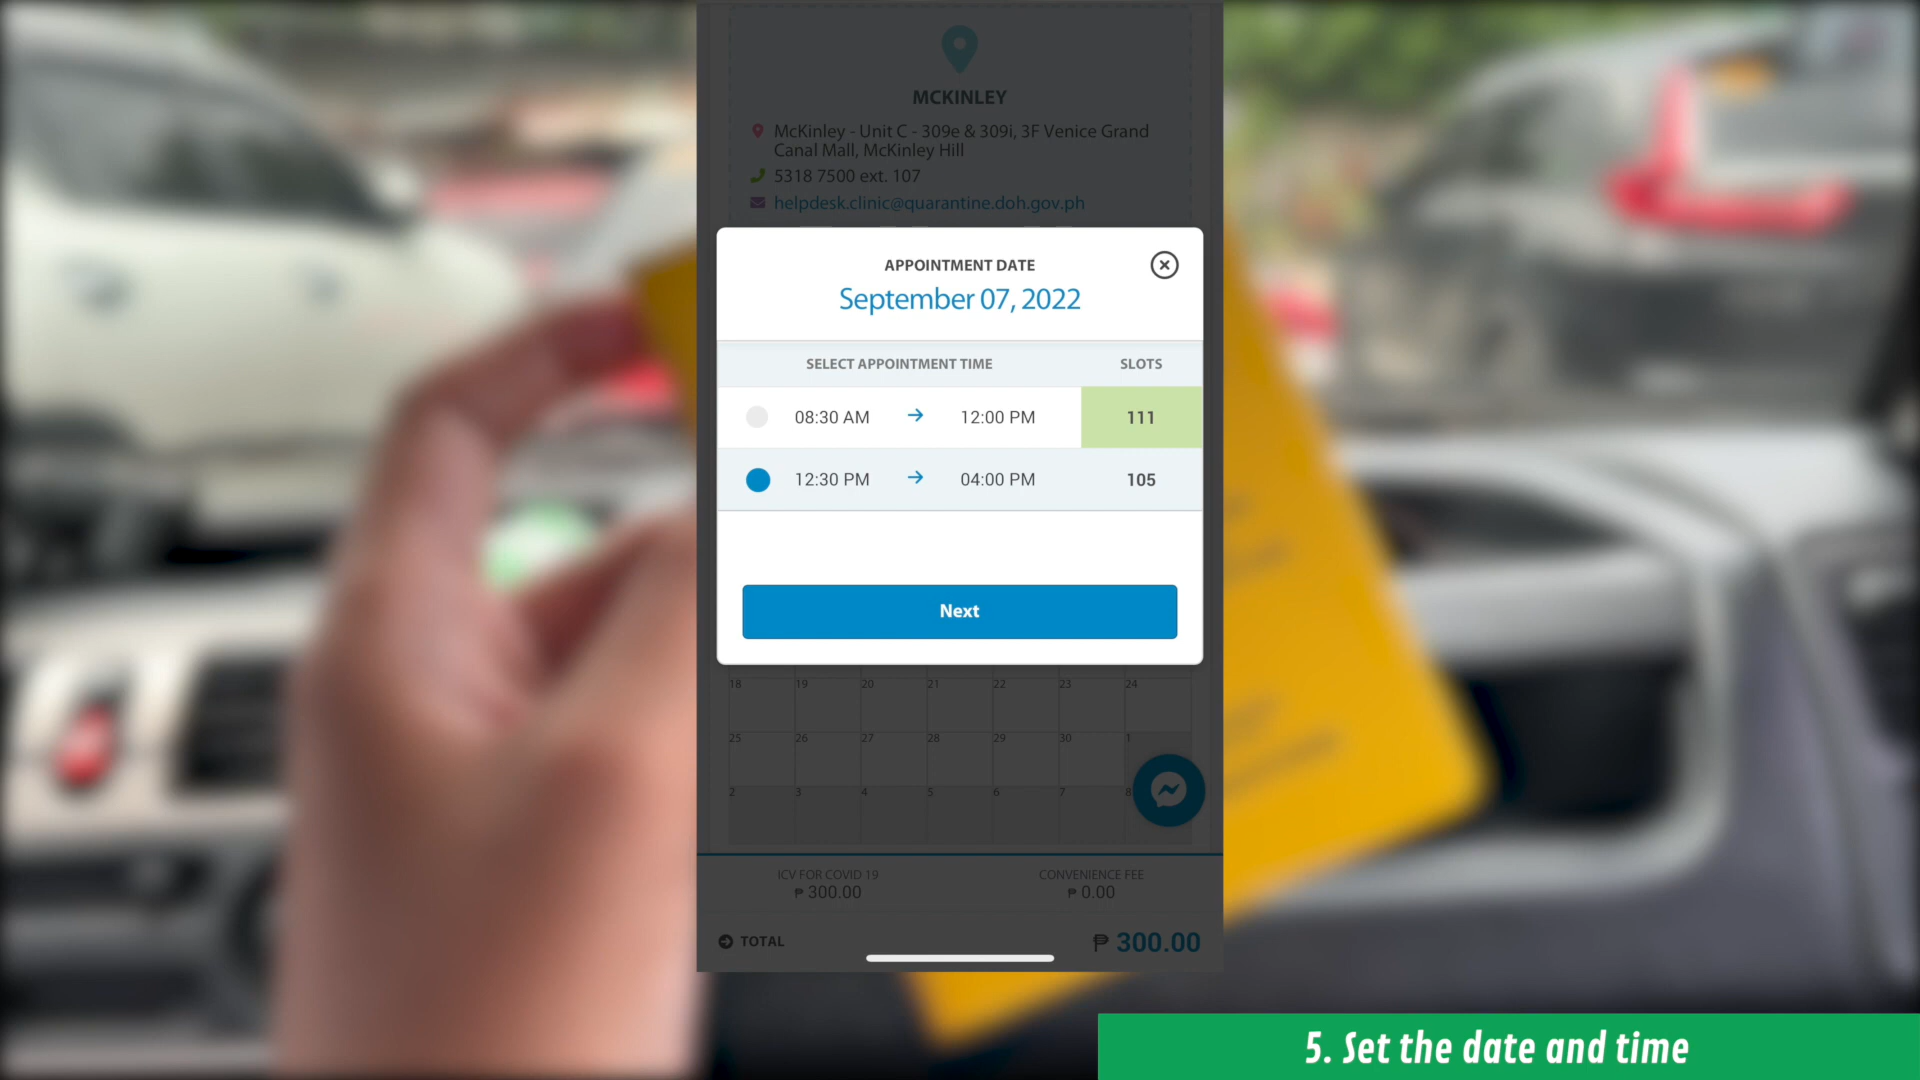 MCKINLEY
McKinley - Unit C - 309e & 309i, 3F Venice Grand
Canal Mall, McKinley Hill
5318 7500 ext. 107
helpdesk.clinic@quarantine.doh.gov.ph
APPOINTMENT DATE
September 07, 2022
SELECT APPOINTMENT TIME SLOTS
08:30 AM → 12:00 PM 111
12:30 PM → 04:00 PM 105
Next
18 19 20 21 22 23 24
25 26 27 28 29 30 1
2 3 4 5 6 7 8
ICV FOR COVID 19 CONVENIENCE FEE
₱ 300.00 ₱ 0.00
TOTAL ₱ 300.00
5. Set the date and time